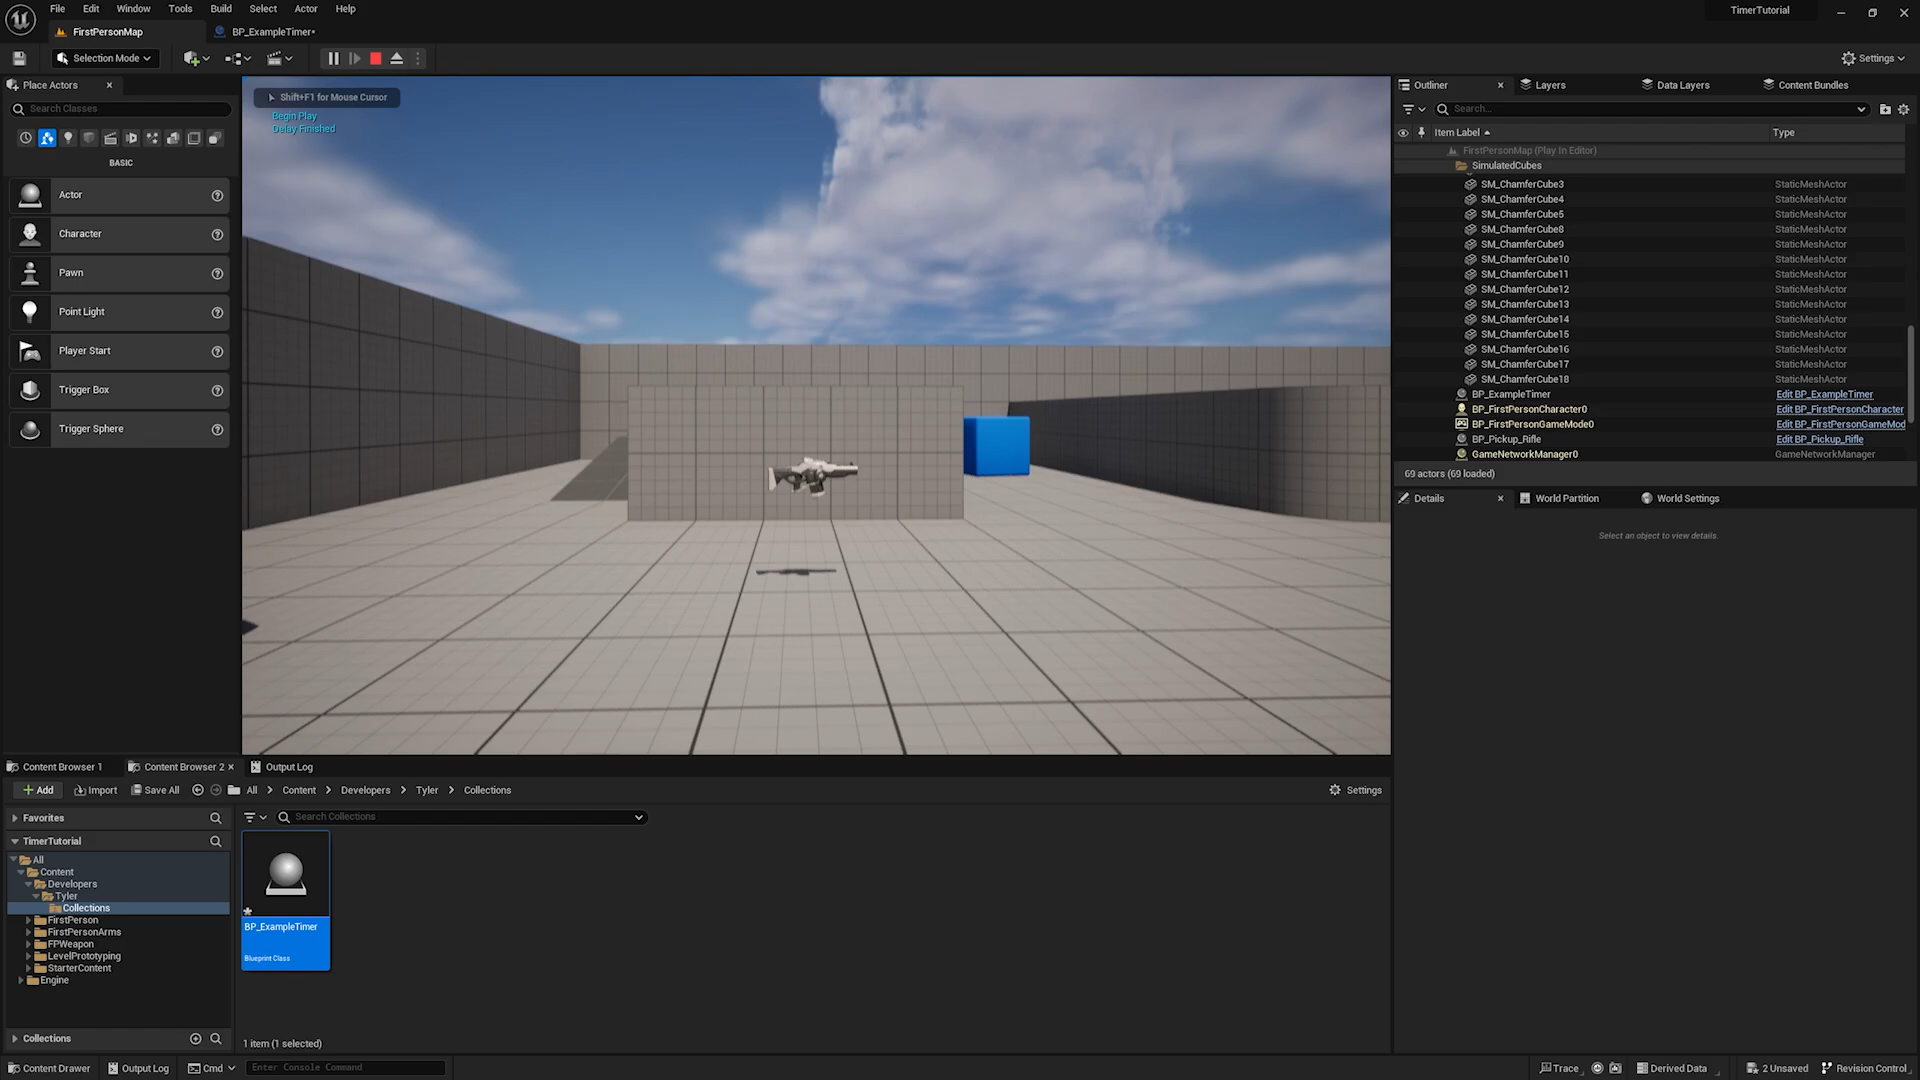 File Edit Window Tools Build Select Actor Help
TimerTutorial
FirstPersonMap
BP_ExampleTimer*
Selection Mode
Settings
Place Actors
Search Classes
BASIC
Actor
Character
Pawn
Point Light
Player Start
Trigger Box
Trigger Sphere
Shift+F1 for Mouse Cursor
Begin Play
Delay Finished
Outliner
Layers
Data Layers
Content Bundles
Search...
Item Label Type
FirstPersonMap (Play In Editor)
SimulatedCubes
SM_ChamferCube3 StaticMeshActor
SM_ChamferCube4 StaticMeshActor
SM_ChamferCube5 StaticMeshActor
SM_ChamferCube8 StaticMeshActor
SM_ChamferCube9 StaticMeshActor
SM_ChamferCube10 StaticMeshActor
SM_ChamferCube11 StaticMeshActor
SM_ChamferCube12 StaticMeshActor
SM_ChamferCube13 StaticMeshActor
SM_ChamferCube14 StaticMeshActor
SM_ChamferCube15 StaticMeshActor
SM_ChamferCube16 StaticMeshActor
SM_ChamferCube17 StaticMeshActor
SM_ChamferCube18 StaticMeshActor
BP_ExampleTimer Edit BP_ExampleTimer
BP_FirstPersonCharacter0 Edit BP_FirstPersonCharacter
BP_FirstPersonGameMode0 Edit BP_FirstPersonGameMod
BP_Pickup_Rifle Edit BP_Pickup_Rifle
GameNetworkManager0 GameNetworkManager
69 actors (69 loaded)
Details
World Partition
World Settings
Select an object to view details.
Content Browser 1
Content Browser 2
Output Log
Add
Import
Save All
All > Content > Developers > Tyler > Collections
Settings
Favorites
Search Collections
TimerTutorial
All
Content
Developers
Tyler
Collections
FirstPerson
FirstPersonArms
FPWeapon
LevelPrototyping
StarterContent
Engine
BP_ExampleTimer
Blueprint Class
Collections
1 item (1 selected)
Content Drawer
Output Log
Cmd
Enter Console Command
Trace
Derived Data
2 Unsaved
Revision Control